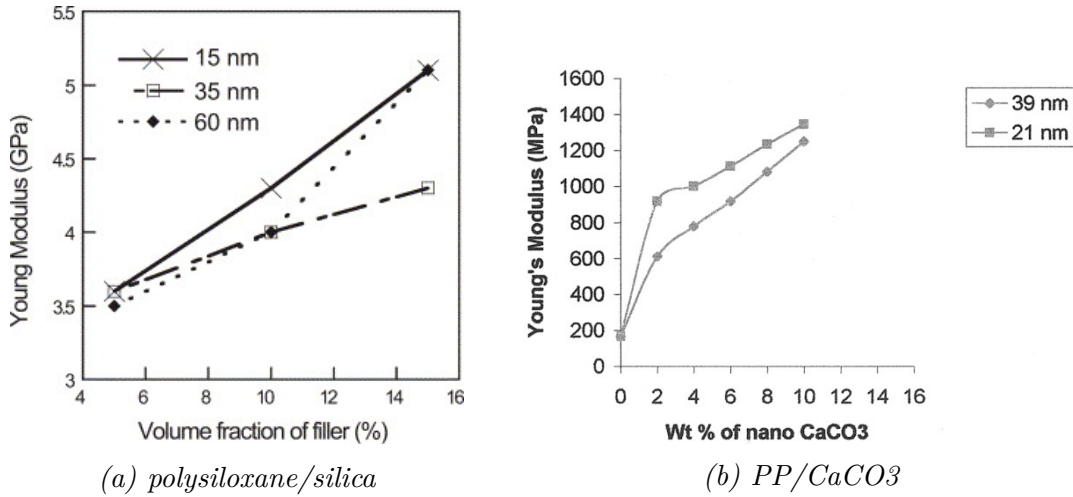 5.5
5
4.5
4
3.5
3
4 6 8 10 12 14 16
Young Modulus (GPa)
Volume fraction of filler (%)
15 nm
35 nm
60 nm
(a) polysiloxane/silica
1600
1400
1200
1000
800
600
400
200
0
0 2 4 6 8 10 12 14 16
Young's Modulus (MPa)
Wt % of nano CaCO3
39 nm
21 nm
(b) PP/CaCO3